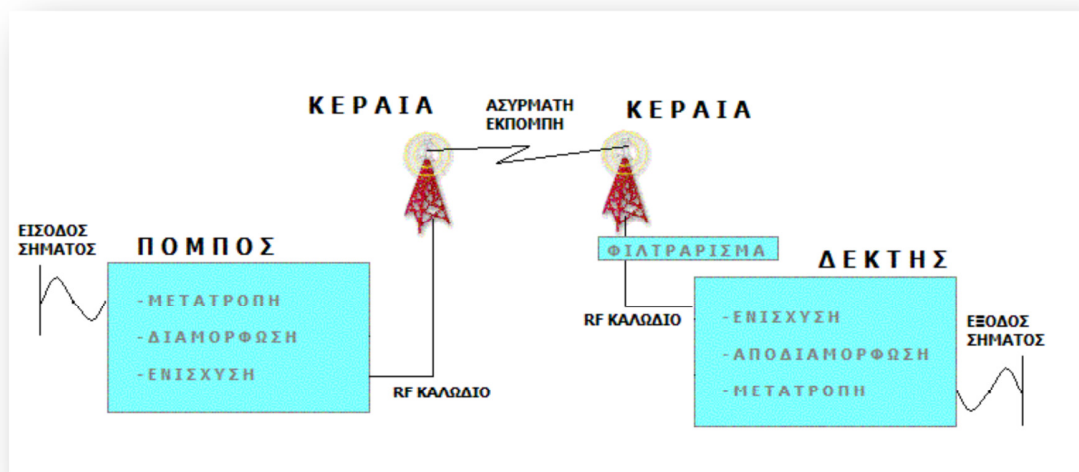 ΚΕΡΑΙΑ
ΑΣΥΡΜΑΤΗ
ΕΚΠΟΜΠΗ
ΚΕΡΑΙΑ
ΕΙΣΟΔΟΣ
ΣΗΜΑΤΟΣ
ΠΟΜΠΟΣ
-ΜΕΤΑΤΡΟΠΗ
-ΔΙΑΜΟΡΦΩΣΗ
-ΕΝΙΣΧΥΣΗ
RF ΚΑΛΩΔΙΟ
ΦΙΛΤΡΑΡΙΣΜΑ
RF ΚΑΛΩΔΙΟ
ΔΕΚΤΗΣ
-ΕΝΙΣΧΥΣΗ
-ΑΠΟΔΙΑΜΟΡΦΩΣΗ
-ΜΕΤΑΤΡΟΠΗ
ΕΞΟΔΟΣ
ΣΗΜΑΤΟΣ